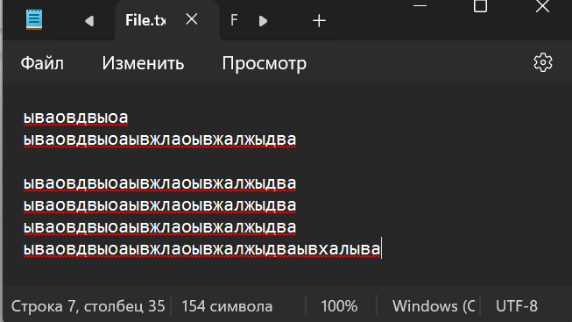 File.tx
F
Файл Изменить Просмотр
ываовдвыоа
ываовдвыоаывжлаоывжалжыдва
ываовдвыоаывжлаоывжалжыдва
ываовдвыоаывжлаоывжалжыдва
ываовдвыоаывжлаоывжалжыдва
ываовдвыоаывжлаоывжалжыдваывхалыва
Строка 7, столбец 35 154 символа 100% Windows (C UTF-8